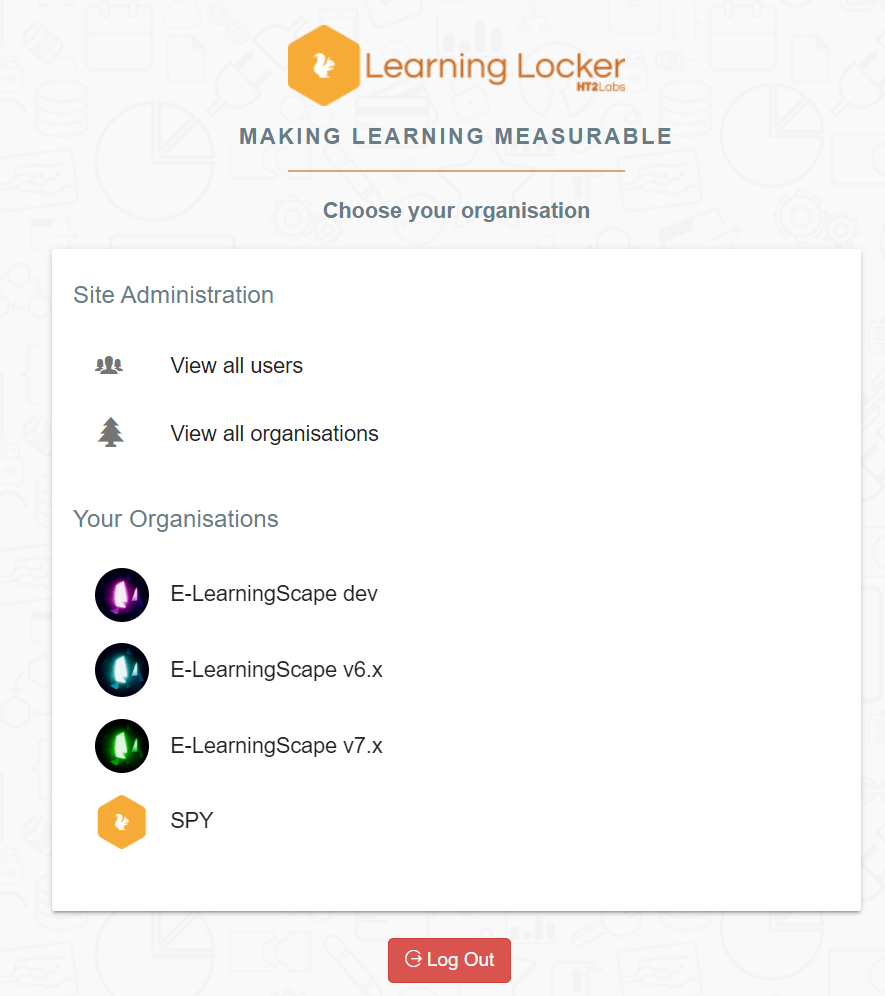 Learning Locker
HT2Labs
MAKING LEARNING MEASURABLE
Choose your organisation
Site Administration
View all users
View all organisations
Your Organisations
E-LearningScape dev
E-LearningScape v6.x
E-LearningScape v7.x
SPY
Log Out